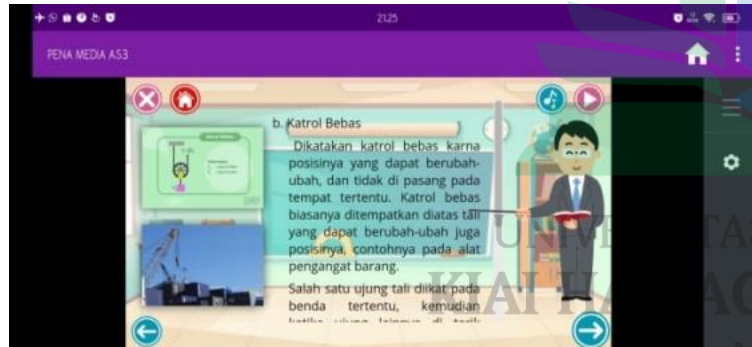 21.25
PENA MEDIA AS3
b. Katrol Bebas
Dikatakan katrol bebas karna
posisinya yang dapat berubah-
ubah, dan tidak di pasang pada
tempat tertentu. Katrol bebas
biasanya ditempatkan diatas tali
yang dapat berubah-ubah juga
posisinya, contohnya pada alat
pengangat barang.
Salah satu ujung tali diikat pada
benda tertentu, kemudian